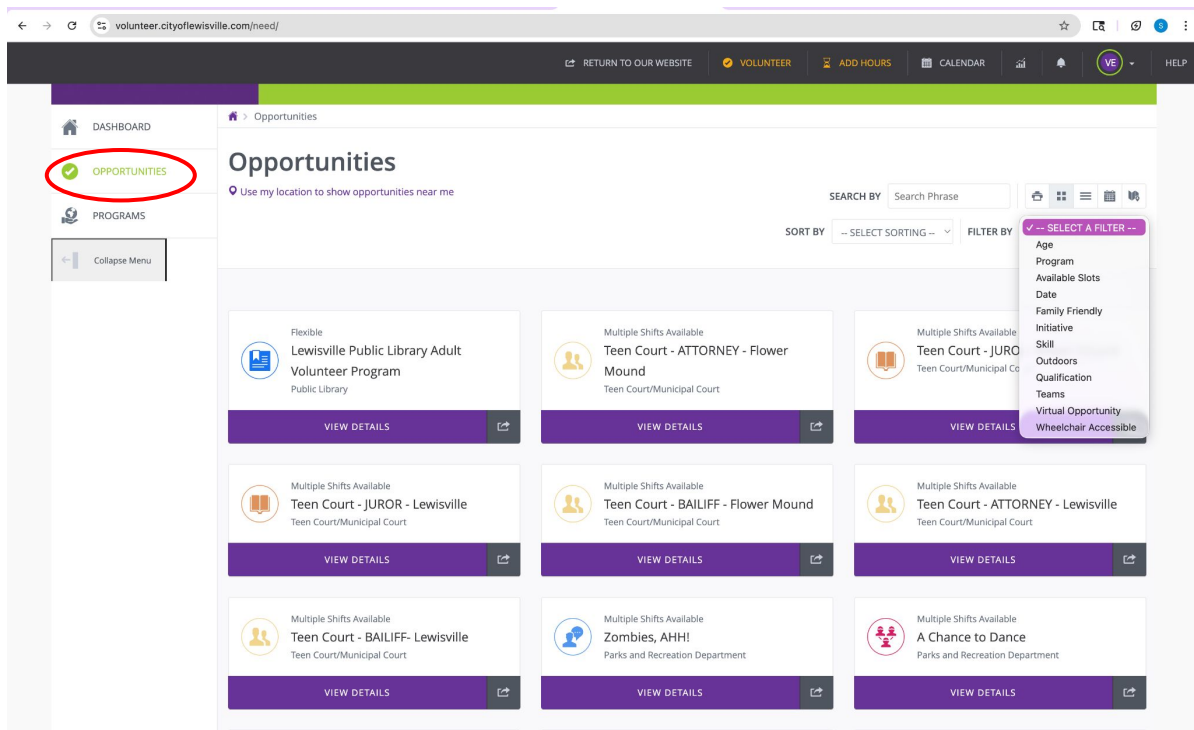 volunteer.cityoflewisville.com/need/
S
RETURN TO OUR WEBSITE
VOLUNTEER
ADD HOURS
CALENDAR
VE
HELP
DASHBOARD
OPPORTUNITIES
PROGRAMS
Collapse Menu
> Opportunities
Opportunities
Use my location to show opportunities near me
SEARCH BY Search Phrase
SORT BY -- SELECT SORTING -- FILTER BY
✓ -- SELECT A FILTER --
Age
Program
Available Slots
Date
Family Friendly
Initiative
Skill
Outdoors
Qualification
Teams
Virtual Opportunity
Wheelchair Accessible
Flexible
Lewisville Public Library Adult
Volunteer Program
Public Library
VIEW DETAILS
Multiple Shifts Available
Teen Court - ATTORNEY - Flower
Mound
Teen Court/Municipal Court
VIEW DETAILS
Multiple Shifts Available
Teen Court - JURO
Teen Court/Municipal Co
VIEW DETAILS
Multiple Shifts Available
Teen Court - JUROR - Lewisville
Teen Court/Municipal Court
VIEW DETAILS
Multiple Shifts Available
Teen Court - BAILIFF - Flower Mound
Teen Court/Municipal Court
VIEW DETAILS
Multiple Shifts Available
Teen Court - ATTORNEY - Lewisville
Teen Court/Municipal Court
VIEW DETAILS
Multiple Shifts Available
Teen Court - BAILIFF- Lewisville
Teen Court/Municipal Court
VIEW DETAILS
Multiple Shifts Available
Zombies, AHH!
Parks and Recreation Department
VIEW DETAILS
Multiple Shifts Available
A Chance to Dance
Parks and Recreation Department
VIEW DETAILS